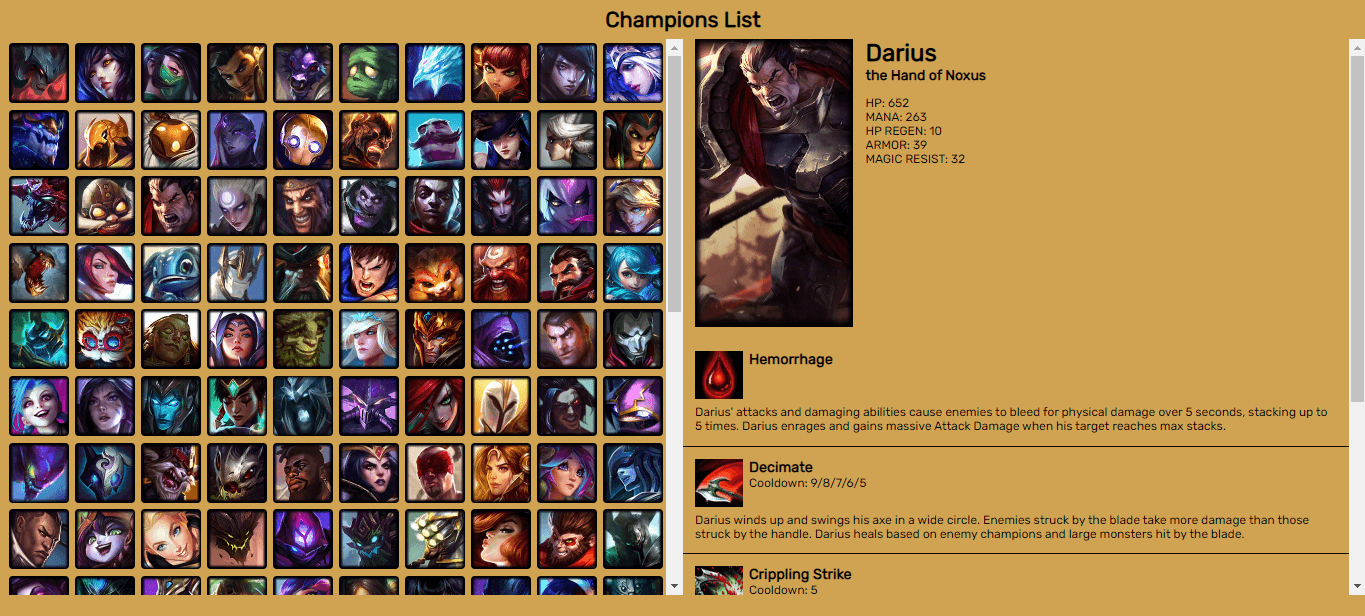 Champions List
Darius
the Hand of Noxus
HP: 652
MANA: 263
HP REGEN: 10
ARMOR: 39
MAGIC RESIST: 32
Hemorrhage
Darius' attacks and damaging abilities cause enemies to bleed for physical damage over 5 seconds, stacking up to
5 times. Darius enrages and gains massive Attack Damage when his target reaches max stacks.
Decimate
Cooldown: 9/8/7/6/5
Darius winds up and swings his axe in a wide circle. Enemies struck by the blade take more damage than those
struck by the handle. Darius heals based on enemy champions and large monsters hit by the blade.
Crippling Strike
Cooldown: 5